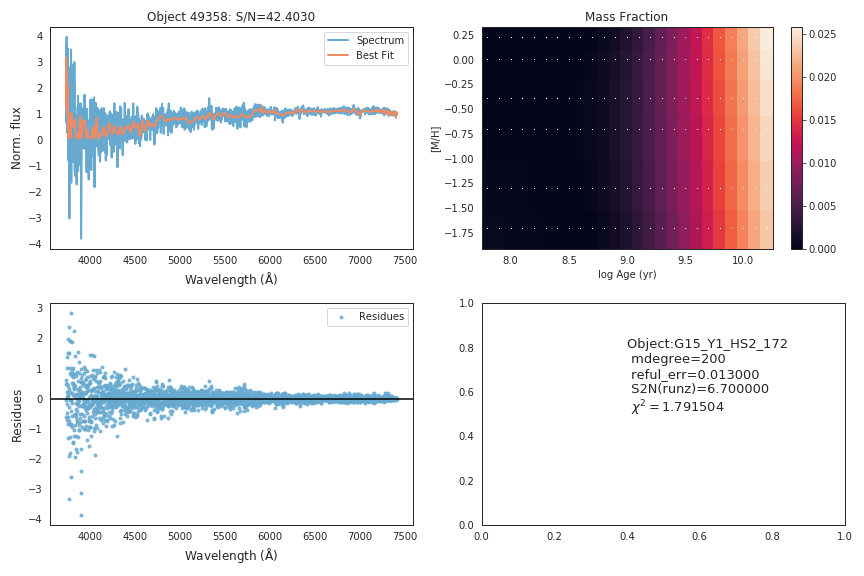 Object 49358: S/N=42.4030
Norm. flux
4
3
2
1
0
−1
−2
−3
−4
Spectrum
Best Fit
4000 4500 5000 5500 6000 6500 7000 7500
Wavelength (Å)
Mass Fraction
[M/H]
0.25
0.00
−0.25
−0.50
−0.75
−1.00
−1.25
−1.50
−1.75
8.0 8.5 9.0 9.5 10.0
log Age (yr)
0.025
0.020
0.015
0.010
0.005
0.000
Residues
3
2
1
0
−1
−2
−3
−4
Residues
4000 4500 5000 5500 6000 6500 7000 7500
Wavelength (Å)
1.0
0.8
0.6
0.4
0.2
0.0
Object:G15_Y1_HS2_172
mdegree=200
reful_err=0.013000
S2N(runz)=6.700000
χ² = 1.791504
0.0 0.2 0.4 0.6 0.8 1.0